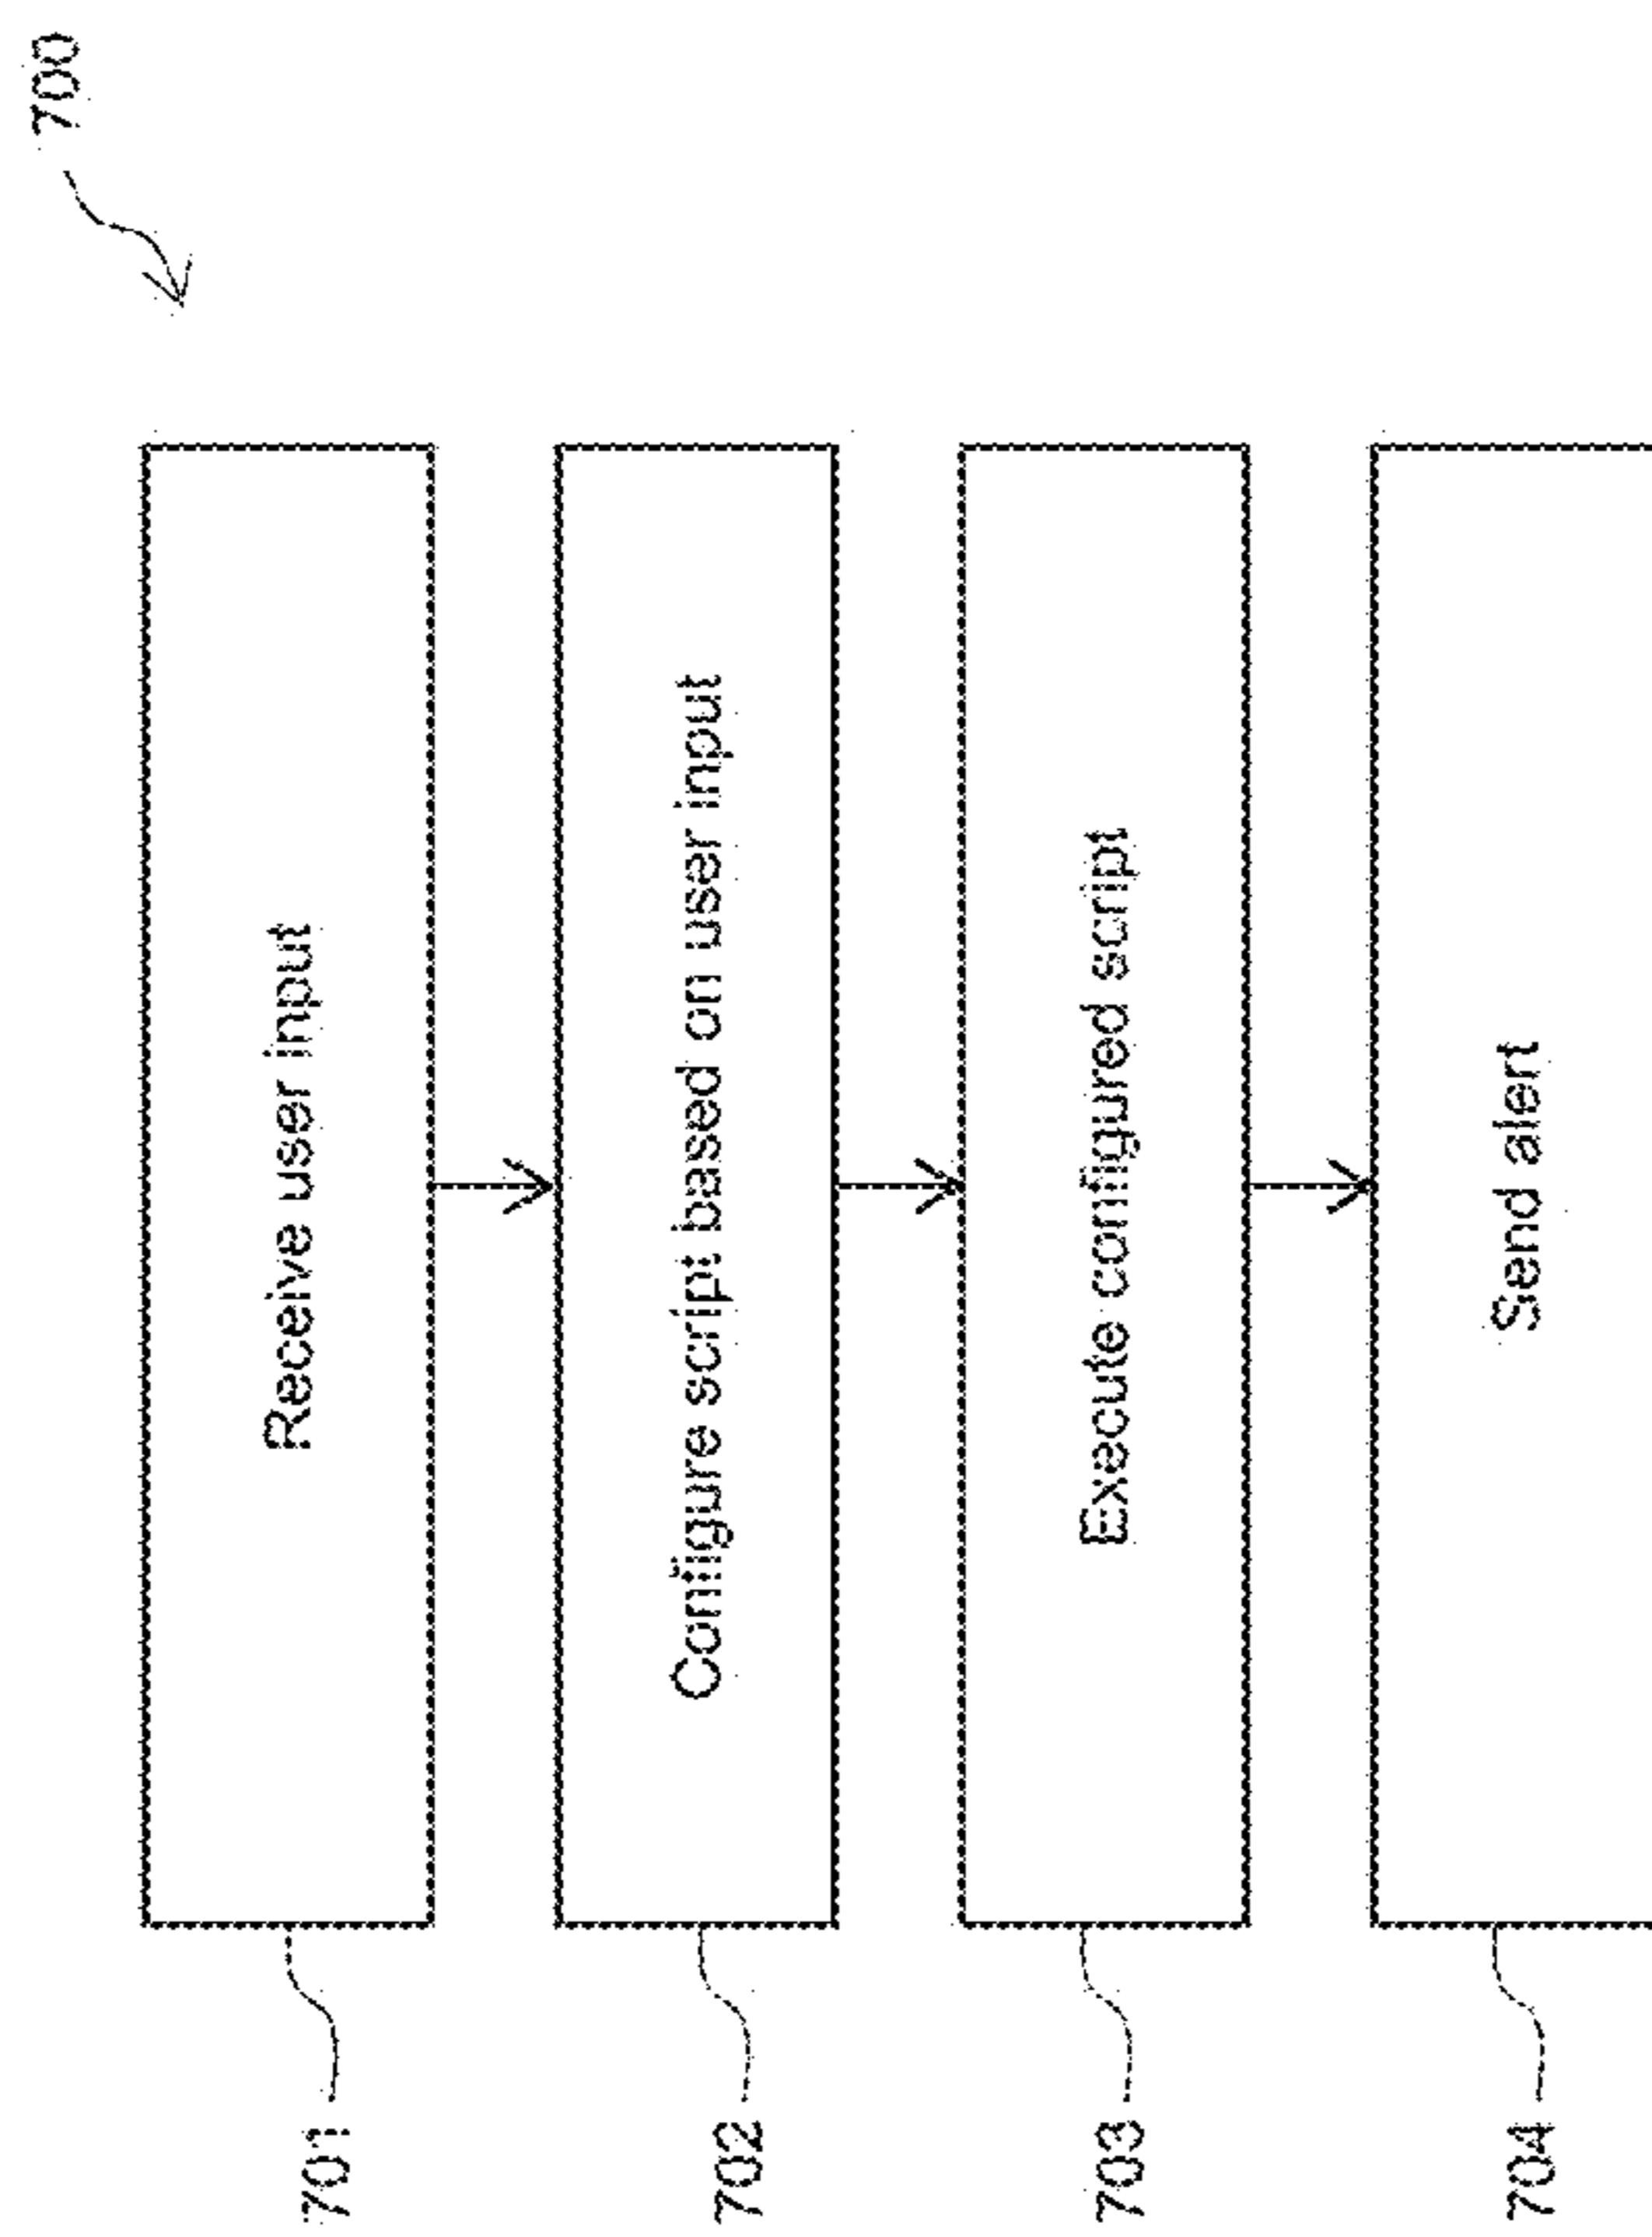 700
701
Receive user input
702
Configure script based on user input
703
Execute configured script
704
Send alert